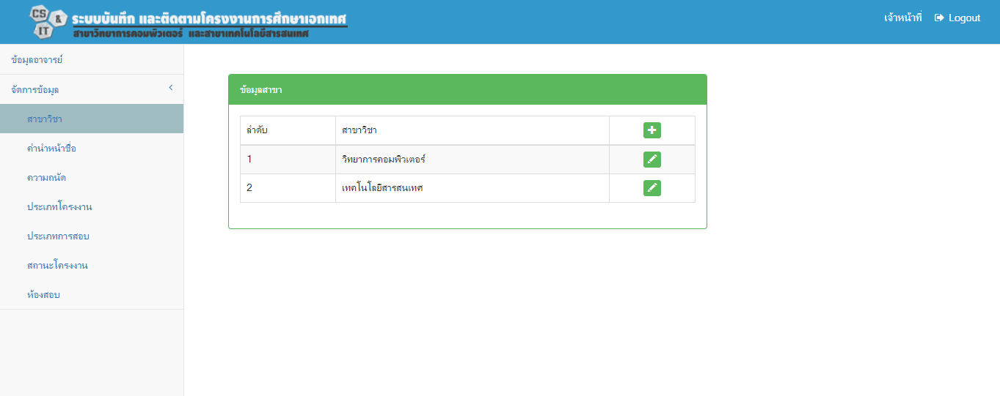 CS & IT
ระบบบันทึก และติดตามโครงงานการศึกษาเอกเทศ
สาขาวิทยาการคอมพิวเตอร์ และสาขาเทคโนโลยีสารสนเทศ
เจ้าหน้าที่ Logout
ข้อมูลอาจารย์
จัดการข้อมูล
สาขาวิชา
คำนำหน้าชื่อ
ความถนัด
ประเภทโครงงาน
ประเภทการสอบ
สถานะโครงงาน
ห้องสอบ
ข้อมูลสาขา
ลำดับ สาขาวิชา
1 วิทยาการคอมพิวเตอร์
2 เทคโนโลยีสารสนเทศ